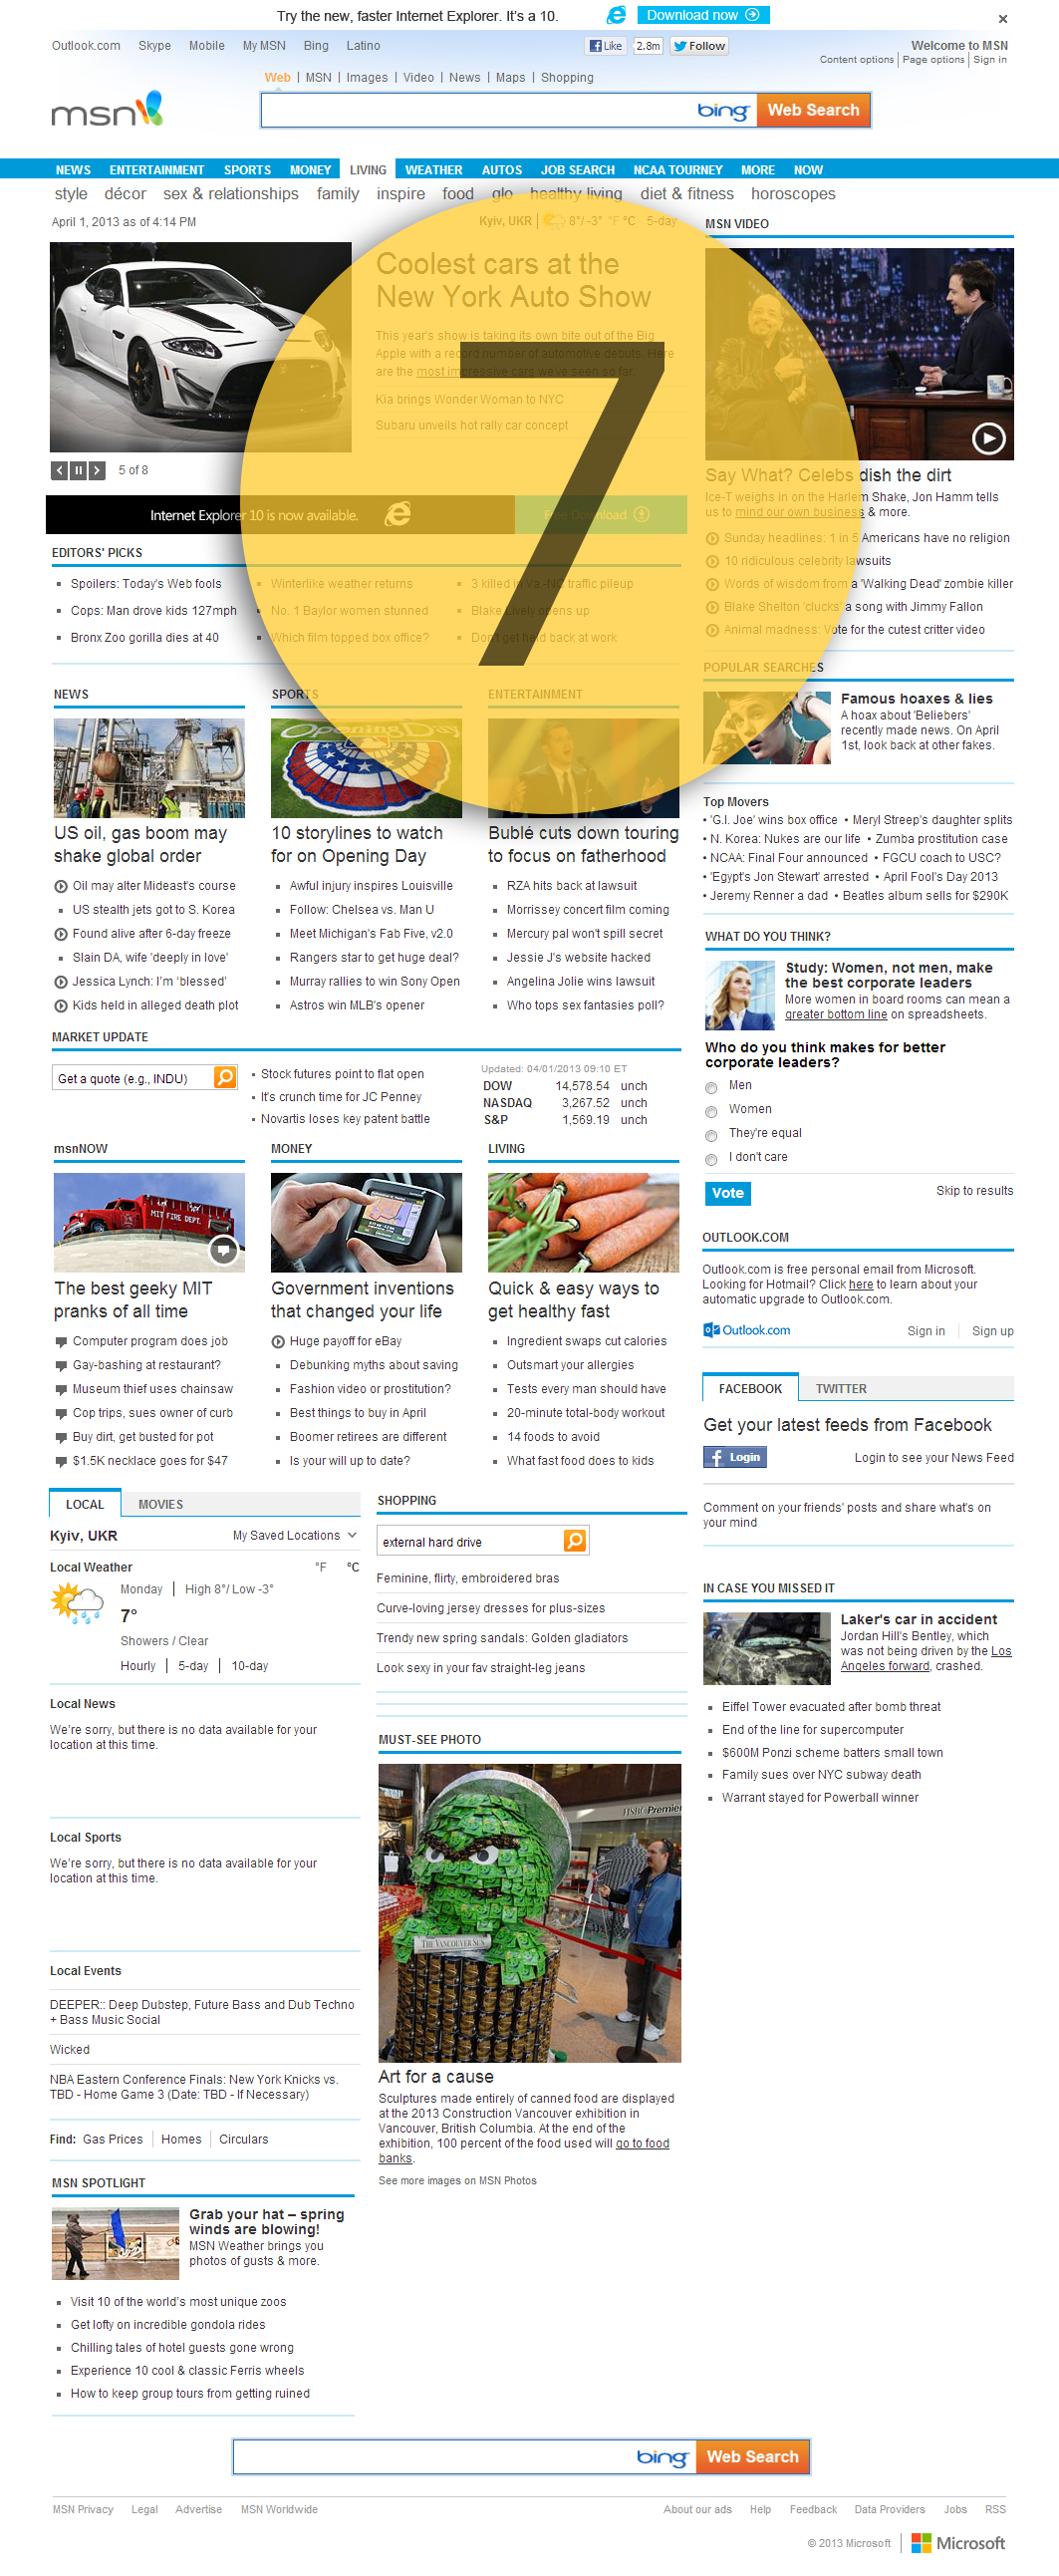 Try the new, faster Internet Explorer. It's a 10.
Download now
Outlook.com Skype Mobile My MSN Bing Latino
Like 2.8m Follow
Welcome to MSN
Content options Page options Sign in
Web MSN Images Video News Maps Shopping
msn
bing Web Search
NEWS ENTERTAINMENT SPORTS MONEY LIVING WEATHER AUTOS JOB SEARCH NCAA TOURNEY MORE NOW
style décor sex & relationships family inspire food glo healthy living diet & fitness horoscopes
April 1, 2013 as of 4:14 PM
Kyiv, UKR 8°/ -3° °F °C 5-day
Coolest cars at the
New York Auto Show
This year's show is taking its own bite out of the Big
Apple with a record number of automotive debuts. Here
are the most impressive cars we've seen so far.
Kia brings Wonder Woman to NYC
Subaru unveils hot rally car concept
7
5 of 8
Internet Explorer 10 is now available. Free Download
EDITORS' PICKS
Spoilers: Today's Web fools
Cops: Man drove kids 127mph
Bronx Zoo gorilla dies at 40
Winterlike weather returns
No. 1 Baylor women stunned
Which film topped box office?
3 killed in Va.-NC traffic pileup
Blake Lively opens up
Don't get held back at work
MSN VIDEO
Say What? Celebs dish the dirt
Ice-T weighs in on the Harlem Shake, Jon Hamm tells
us to mind our own business & more.
Sunday headlines: 1 in 5 Americans have no religion
10 ridiculous celebrity lawsuits
Words of wisdom from a 'Walking Dead' zombie killer
Blake Shelton 'clucks' a song with Jimmy Fallon
Animal madness: Vote for the cutest critter video
POPULAR SEARCHES
Famous hoaxes & lies
A hoax about 'Beliebers'
recently made news. On April
1st, look back at other fakes.
Top Movers
• 'G.I. Joe' wins box office • Meryl Streep's daughter splits
• N. Korea: Nukes are our life • Zumba prostitution case
• NCAA: Final Four announced • FGCU coach to USC?
• 'Egypt's Jon Stewart' arrested • April Fool's Day 2013
• Jeremy Renner a dad • Beatles album sells for $290K
NEWS
US oil, gas boom may
shake global order
Oil may alter Mideast's course
US stealth jets got to S. Korea
Found alive after 6-day freeze
Slain DA, wife 'deeply in love'
Jessica Lynch: I'm 'blessed'
Kids held in alleged death plot
SPORTS
Opening Day
10 storylines to watch
for on Opening Day
Awful injury inspires Louisville
Follow: Chelsea vs. Man U
Meet Michigan's Fab Five, v2.0
Rangers star to get huge deal?
Murray rallies to win Sony Open
Astros win MLB's opener
ENTERTAINMENT
Bublé cuts down touring
to focus on fatherhood
RZA hits back at lawsuit
Morrissey concert film coming
Mercury pal won't spill secret
Jessie J's website hacked
Angelina Jolie wins lawsuit
Who tops sex fantasies poll?
WHAT DO YOU THINK?
Study: Women, not men, make
the best corporate leaders
More women in board rooms can mean a
greater bottom line on spreadsheets.
Who do you think makes for better
corporate leaders?
Men
Women
They're equal
I don't care
Vote Skip to results
MARKET UPDATE
Get a quote (e.g., INDU)
Stock futures point to flat open
It's crunch time for JC Penney
Novartis loses key patent battle
Updated: 04/01/2013 09:10 ET
DOW 14,578.54 unch
NASDAQ 3,267.52 unch
S&P 1,569.19 unch
msnNOW
MIT FIRE DEPT.
The best geeky MIT
pranks of all time
Computer program does job
Gay-bashing at restaurant?
Museum thief uses chainsaw
Cop trips, sues owner of curb
Buy dirt, get busted for pot
$1.5K necklace goes for $47
MONEY
Government inventions
that changed your life
Huge payoff for eBay
Debunking myths about saving
Fashion video or prostitution?
Best things to buy in April
Boomer retirees are different
Is your will up to date?
LIVING
Quick & easy ways to
get healthy fast
Ingredient swaps cut calories
Outsmart your allergies
Tests every man should have
20-minute total-body workout
14 foods to avoid
What fast food does to kids
OUTLOOK.COM
Outlook.com is free personal email from Microsoft.
Looking for Hotmail? Click here to learn about your
automatic upgrade to Outlook.com.
Outlook.com Sign in Sign up
FACEBOOK TWITTER
Get your latest feeds from Facebook
Login Login to see your News Feed
Comment on your friends' posts and share what's on
your mind
LOCAL MOVIES
Kyiv, UKR My Saved Locations
Local Weather °F °C
Monday High 8°/ Low -3°
7°
Showers / Clear
Hourly 5-day 10-day
Local News
We're sorry, but there is no data available for your
location at this time.
Local Sports
We're sorry, but there is no data available for your
location at this time.
Local Events
DEEPER:: Deep Dubstep, Future Bass and Dub Techno
+ Bass Music Social
Wicked
NBA Eastern Conference Finals: New York Knicks vs.
TBD - Home Game 3 (Date: TBD - If Necessary)
Find: Gas Prices Homes Circulars
MSN SPOTLIGHT
Grab your hat – spring
winds are blowing!
MSN Weather brings you
photos of gusts & more.
Visit 10 of the world's most unique zoos
Get lofty on incredible gondola rides
Chilling tales of hotel guests gone wrong
Experience 10 cool & classic Ferris wheels
How to keep group tours from getting ruined
SHOPPING
external hard drive
Feminine, flirty, embroidered bras
Curve-loving jersey dresses for plus-sizes
Trendy new spring sandals: Golden gladiators
Look sexy in your fav straight-leg jeans
MUST-SEE PHOTO
HSBC Premier
THE VANCOUVER SUN
Art for a cause
Sculptures made entirely of canned food are displayed
at the 2013 Construction Vancouver exhibition in
Vancouver, British Columbia. At the end of the
exhibition, 100 percent of the food used will go to food
banks.
See more images on MSN Photos
IN CASE YOU MISSED IT
Laker's car in accident
Jordan Hill's Bentley, which
was not being driven by the Los
Angeles forward, crashed.
Eiffel Tower evacuated after bomb threat
End of the line for supercomputer
$600M Ponzi scheme batters small town
Family sues over NYC subway death
Warrant stayed for Powerball winner
bing Web Search
MSN Privacy Legal Advertise MSN Worldwide
About our ads Help Feedback Data Providers Jobs RSS
© 2013 Microsoft Microsoft